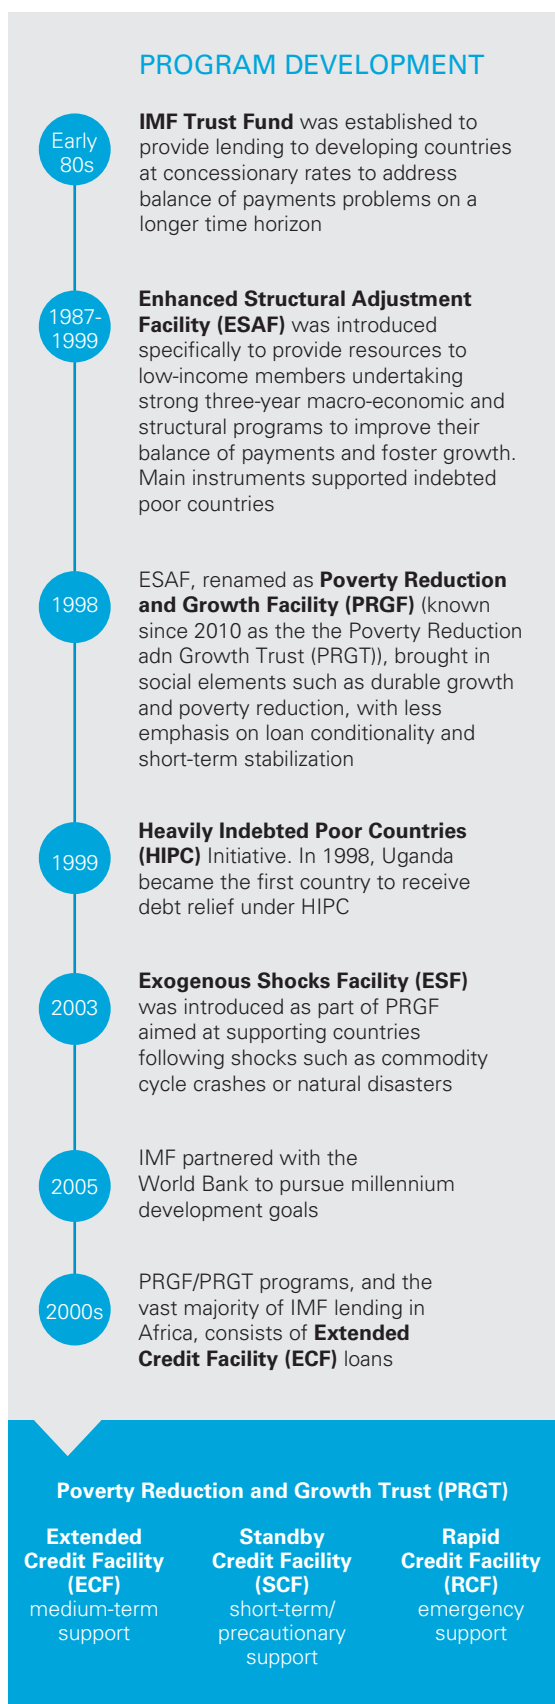 PROGRAM DEVELOPMENT
Early
80s
IMF Trust Fund was established to
provide lending to developing countries
at concessionary rates to address
balance of payments problems on a
longer time horizon
1987-
1999
Enhanced Structural Adjustment
Facility (ESAF) was introduced
specifically to provide resources to
low-income members undertaking
strong three-year macro-economic and
structural programs to improve their
balance of payments and foster growth.
Main instruments supported indebted
poor countries
1998
ESAF, renamed as Poverty Reduction
and Growth Facility (PRGF) (known
since 2010 as the the Poverty Reduction
adn Growth Trust (PRGT)), brought in
social elements such as durable growth
and poverty reduction, with less
emphasis on loan conditionality and
short-term stabilization
1999
Heavily Indebted Poor Countries
(HIPC) Initiative. In 1998, Uganda
became the first country to receive
debt relief under HIPC
2003
Exogenous Shocks Facility (ESF)
was introduced as part of PRGF
aimed at supporting countries
following shocks such as commodity
cycle crashes or natural disasters
2005
IMF partnered with the
World Bank to pursue millennium
development goals
2000s
PRGF/PRGT programs, and the
vast majority of IMF lending in
Africa, consists of Extended
Credit Facility (ECF) loans
Poverty Reduction and Growth Trust (PRGT)
Extended
Credit Facility
(ECF)
medium-term
support
Standby
Credit Facility
(SCF)
short-term/
precautionary
support
Rapid
Credit Facility
(RCF)
emergency
support